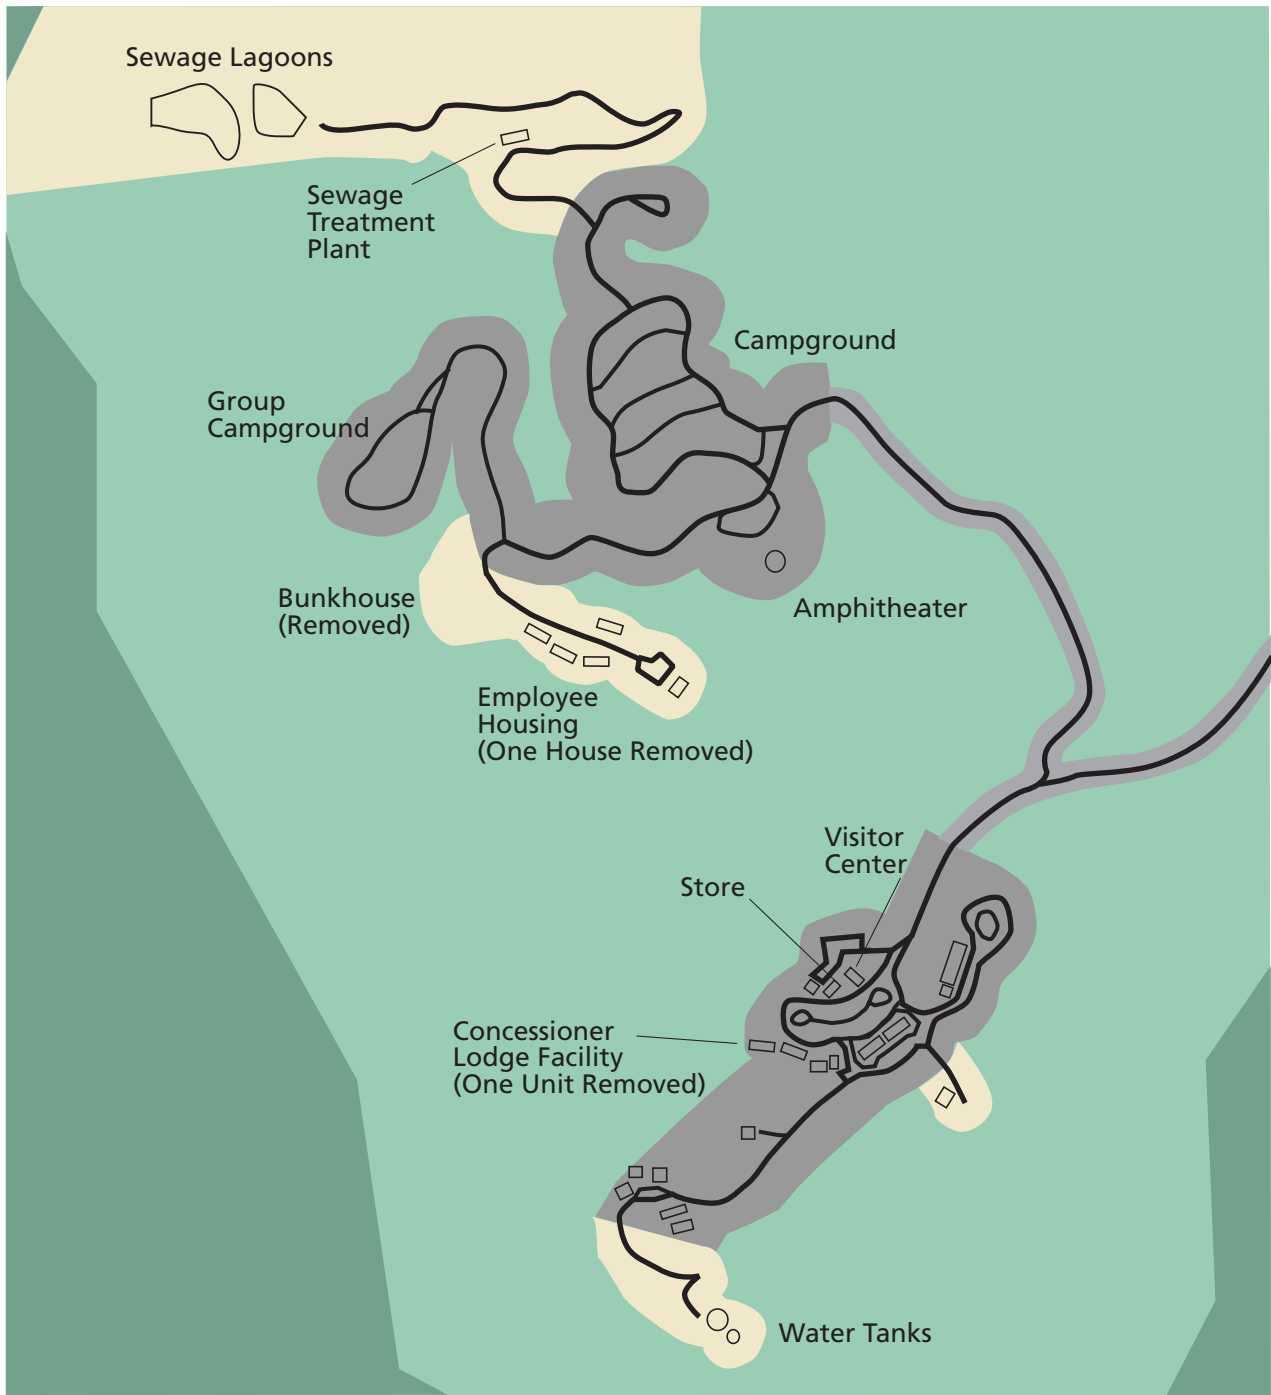 Sewage Lagoons
Sewage
Treatment
Plant
Campground
Group
Campground
Bunkhouse
(Removed)
Amphitheater
Employee
Housing
(One House Removed)
Visitor
Center
Store
Concessioner
Lodge Facility
(One Unit Removed)
Water Tanks